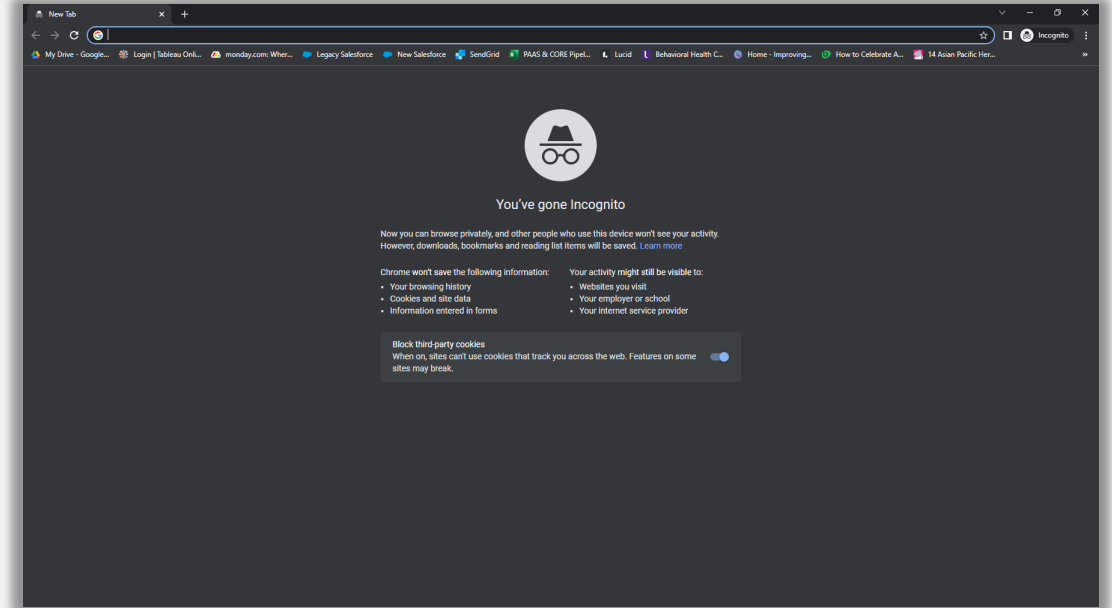 New Tab
Incognito
My Drive - Google... Login | Tableau Onli... monday.com: Wher... Legacy Salesforce New Salesforce SendGrid PAAS & CORE Pipel... Lucid Behavioral Health C... Home - Improving... How to Celebrate A... 14 Asian Pacific Her...
You've gone Incognito
Now you can browse privately, and other people who use this device won't see your activity.
However, downloads, bookmarks and reading list items will be saved. Learn more
Chrome won't save the following information:
• Your browsing history
• Cookies and site data
• Information entered in forms
Your activity might still be visible to:
• Websites you visit
• Your employer or school
• Your internet service provider
Block third-party cookies
When on, sites can't use cookies that track you across the web. Features on some
sites may break.